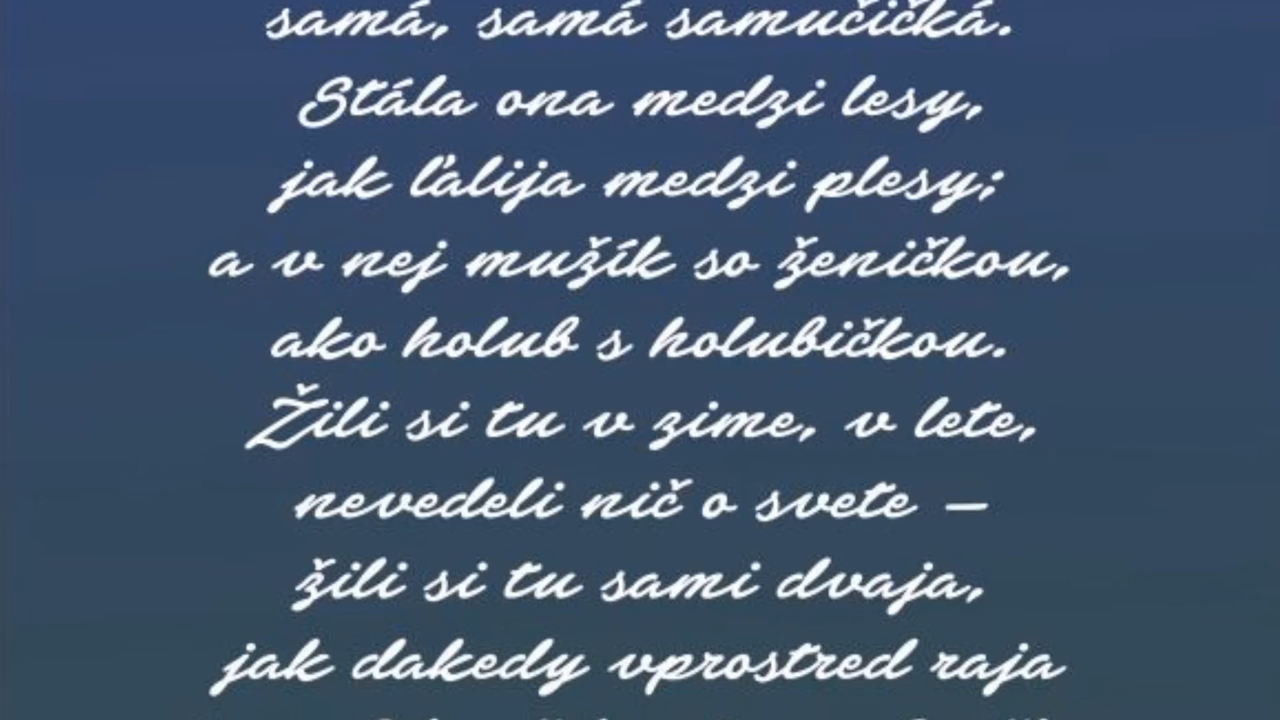 samá, samá samučičká.
Stála ona medzi lesy,
jak ľalija medzi plesy;
a v nej mužík so ženičkou,
ako holub s holubičkou.
Žili si tu v zime, v lete,
nevedeli nič o svete –
žili si tu sami dvaja,
jak dakedy vprostred raja